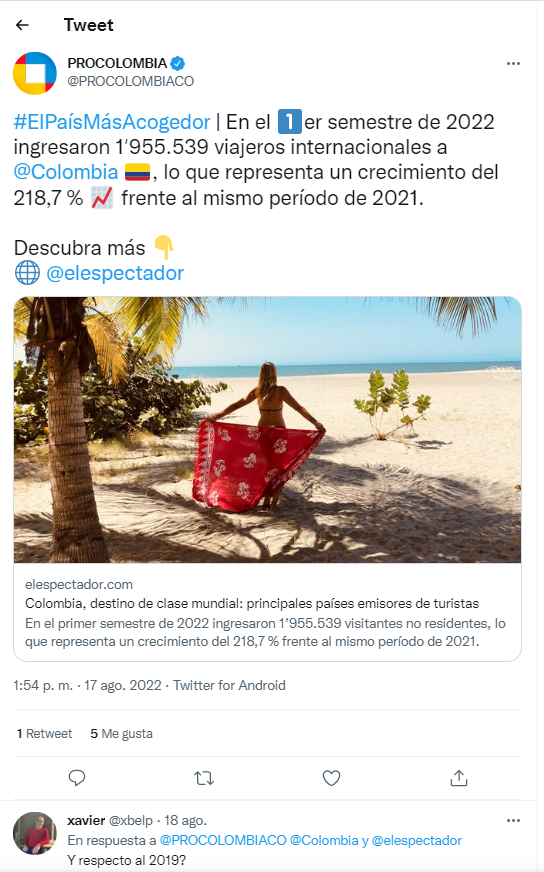 ← Tweet
PROCOLOMBIA
@PROCOLOMBIACO
#ElPaísMásAcogedor | En el 1️⃣er semestre de 2022
ingresaron 1'955.539 viajeros internacionales a
@Colombia 🇨🇴, lo que representa un crecimiento del
218,7 % 📈 frente al mismo período de 2021.
Descubra más 👇
🌐 @elespectador
elespectador.com
Colombia, destino de clase mundial: principales países emisores de turistas
En el primer semestre de 2022 ingresaron 1'955.539 visitantes no residentes, lo
que representa un crecimiento del 218,7 % frente al mismo período de 2021.
1:54 p. m. · 17 ago. 2022 · Twitter for Android
1 Retweet 5 Me gusta
xavier @xbelp · 18 ago.
En respuesta a @PROCOLOMBIACO @Colombia y @elespectador
Y respecto al 2019?